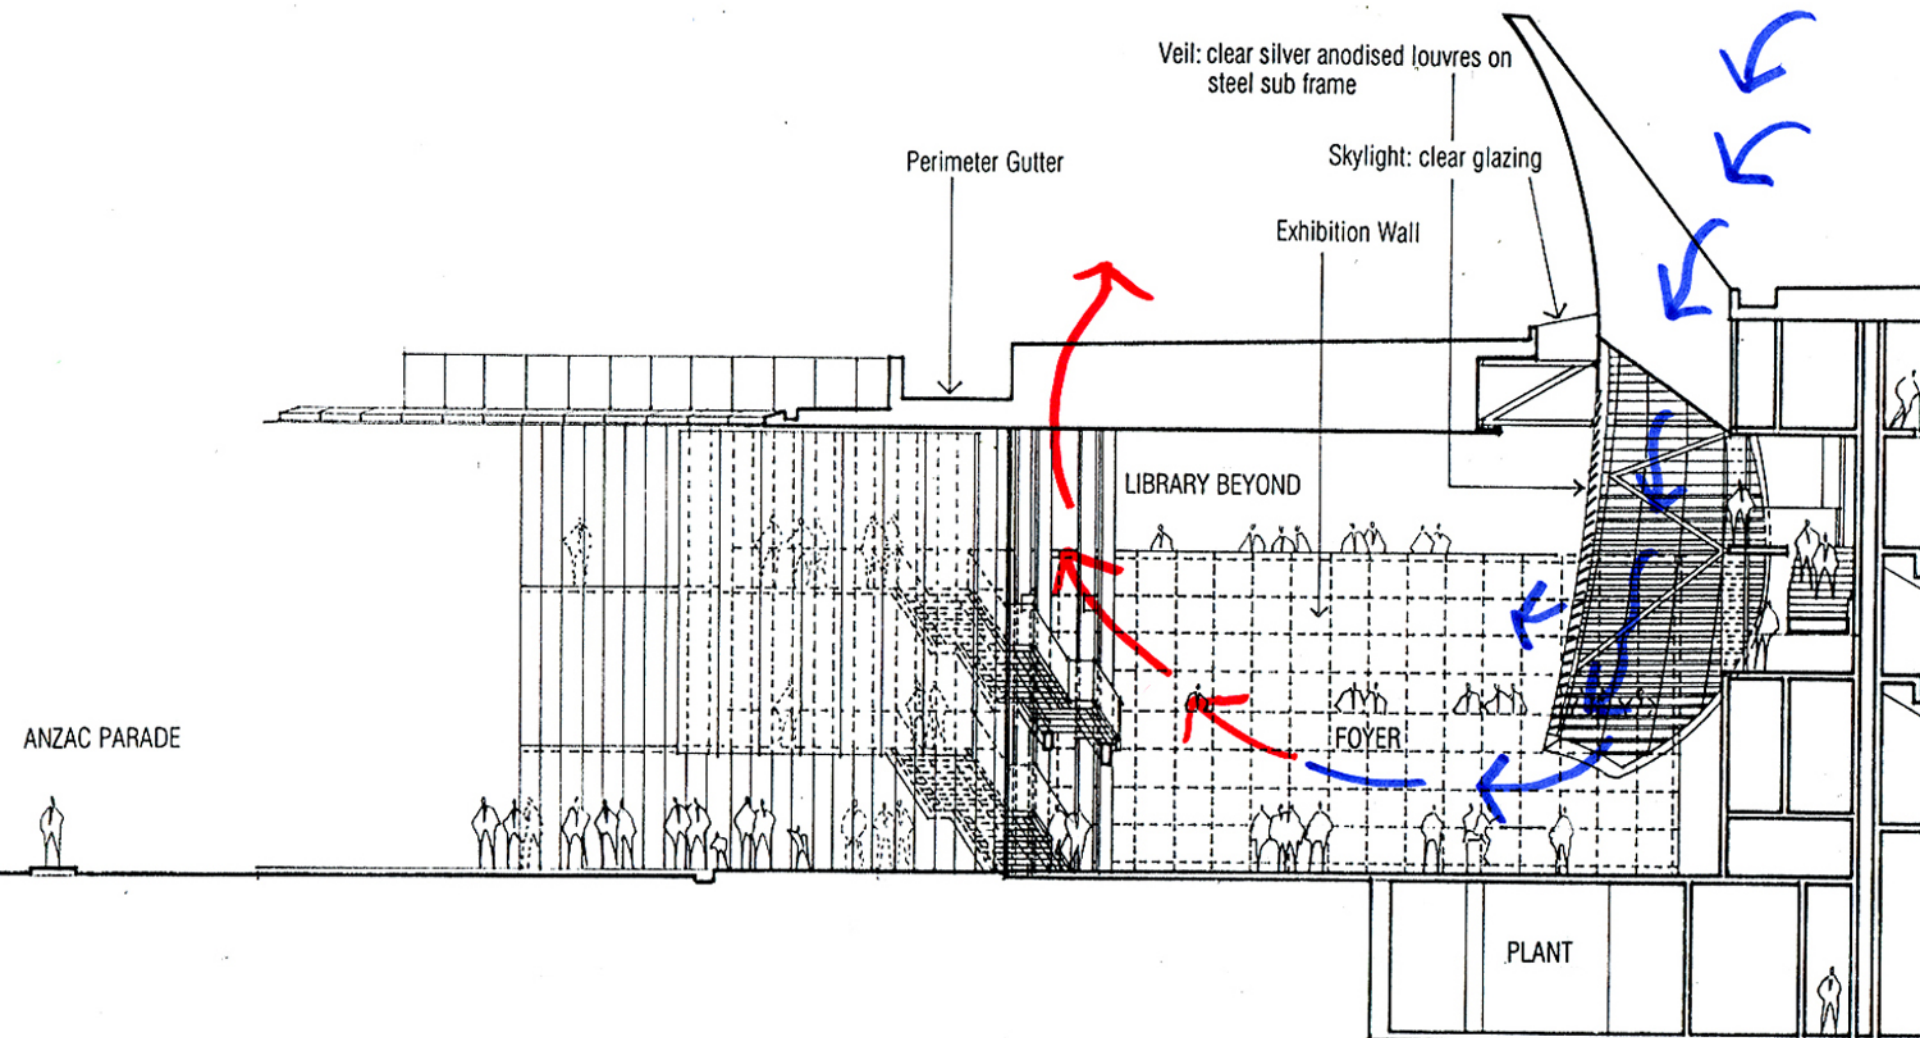 Veil: clear silver anodised louvres on
steel sub frame
Perimeter Gutter
Skylight: clear glazing
Exhibition Wall
LIBRARY BEYOND
ANZAC PARADE
FOYER
PLANT